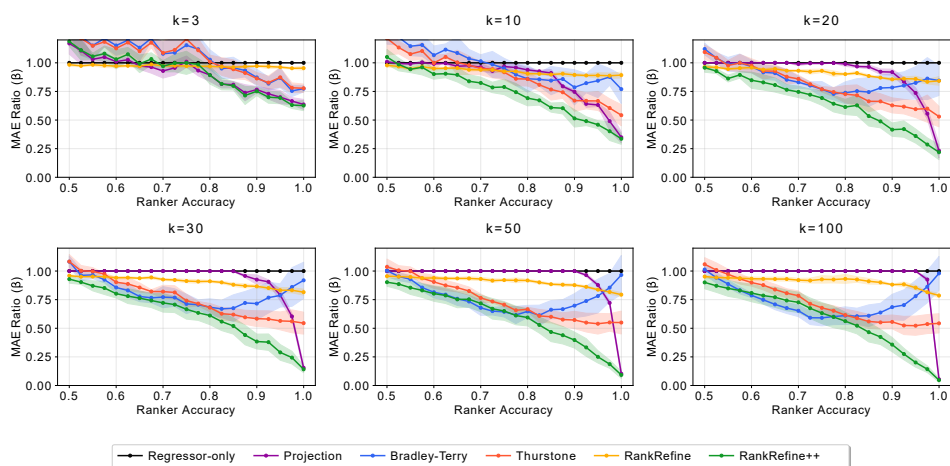 k=3 k=10 k=20
MAE Ratio (β) MAE Ratio (β) MAE Ratio (β)
1.00 1.00 1.00
0.75 0.75 0.75
0.50 0.50 0.50
0.25 0.25 0.25
0.00 0.00 0.00
0.5 0.6 0.7 0.8 0.9 1.0 0.5 0.6 0.7 0.8 0.9 1.0 0.5 0.6 0.7 0.8 0.9 1.0
Ranker Accuracy Ranker Accuracy Ranker Accuracy
k=30 k=50 k=100
MAE Ratio (β) MAE Ratio (β) MAE Ratio (β)
1.00 1.00 1.00
0.75 0.75 0.75
0.50 0.50 0.50
0.25 0.25 0.25
0.00 0.00 0.00
0.5 0.6 0.7 0.8 0.9 1.0 0.5 0.6 0.7 0.8 0.9 1.0 0.5 0.6 0.7 0.8 0.9 1.0
Ranker Accuracy Ranker Accuracy Ranker Accuracy
Regressor-only Projection Bradley-Terry Thurstone RankRefine RankRefine++